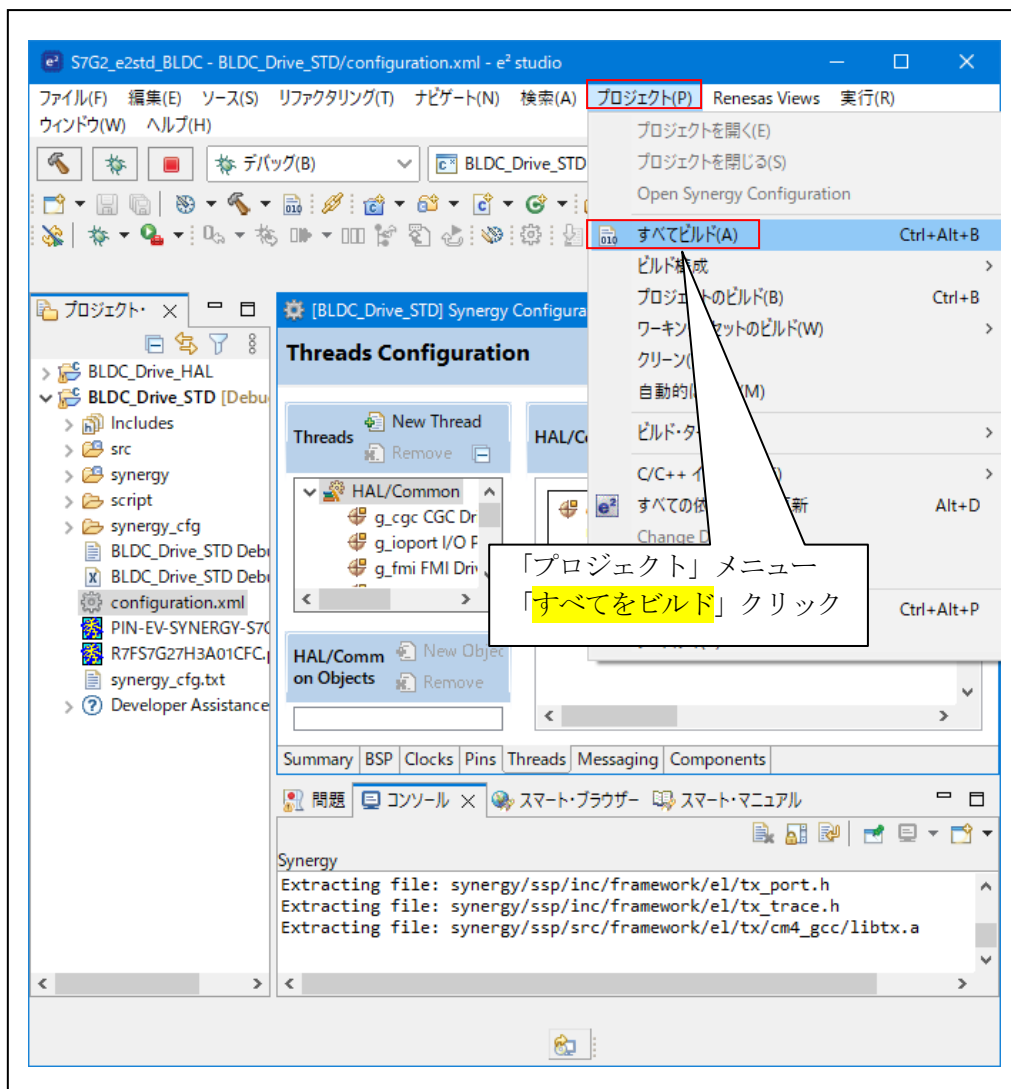 S7G2_e2std_BLDC - BLDC_Drive_STD/configuration.xml - e² studio
ファイル(F) 編集(E) ソース(S) リファクタリング(T) ナビゲート(N) 検索(A) プロジェクト(P) Renesas Views 実行(R)
ウィンドウ(W) ヘルプ(H)
デバッグ(B)
BLDC_Drive_STD
プロジェクトを開く(E)
プロジェクトを閉じる(S)
Open Synergy Configuration
すべてビルド(A) Ctrl+Alt+B
ビルド構成
プロジェクトのビルド(B) Ctrl+B
ワーキングセットのビルド(W)
クリーン(
自動的に (M)
ビルド・ター
C/C++
すべての依 新 Alt+D
Change D
Ctrl+Alt+P
「プロジェクト」メニュー
「すべてをビルド」クリック
プロジェクト・
BLDC_Drive_HAL
BLDC_Drive_STD [Debu
Includes
src
synergy
script
synergy_cfg
BLDC_Drive_STD Debu
BLDC_Drive_STD Debu
configuration.xml
PIN-EV-SYNERGY-S7G
R7FS7G27H3A01CFC.p
synergy_cfg.txt
Developer Assistance
[BLDC_Drive_STD] Synergy Configura
Threads Configuration
Threads
New Thread
Remove
HAL/Co
HAL/Common
g_cgc CGC Dr
g_ioport I/O P
g_fmi FMI Driv
HAL/Comm
on Objects
New Objec
Remove
Summary BSP Clocks Pins Threads Messaging Components
問題 コンソール スマート・ブラウザー スマート・マニュアル
Synergy
Extracting file: synergy/ssp/inc/framework/el/tx_port.h
Extracting file: synergy/ssp/inc/framework/el/tx_trace.h
Extracting file: synergy/ssp/src/framework/el/tx/cm4_gcc/libtx.a